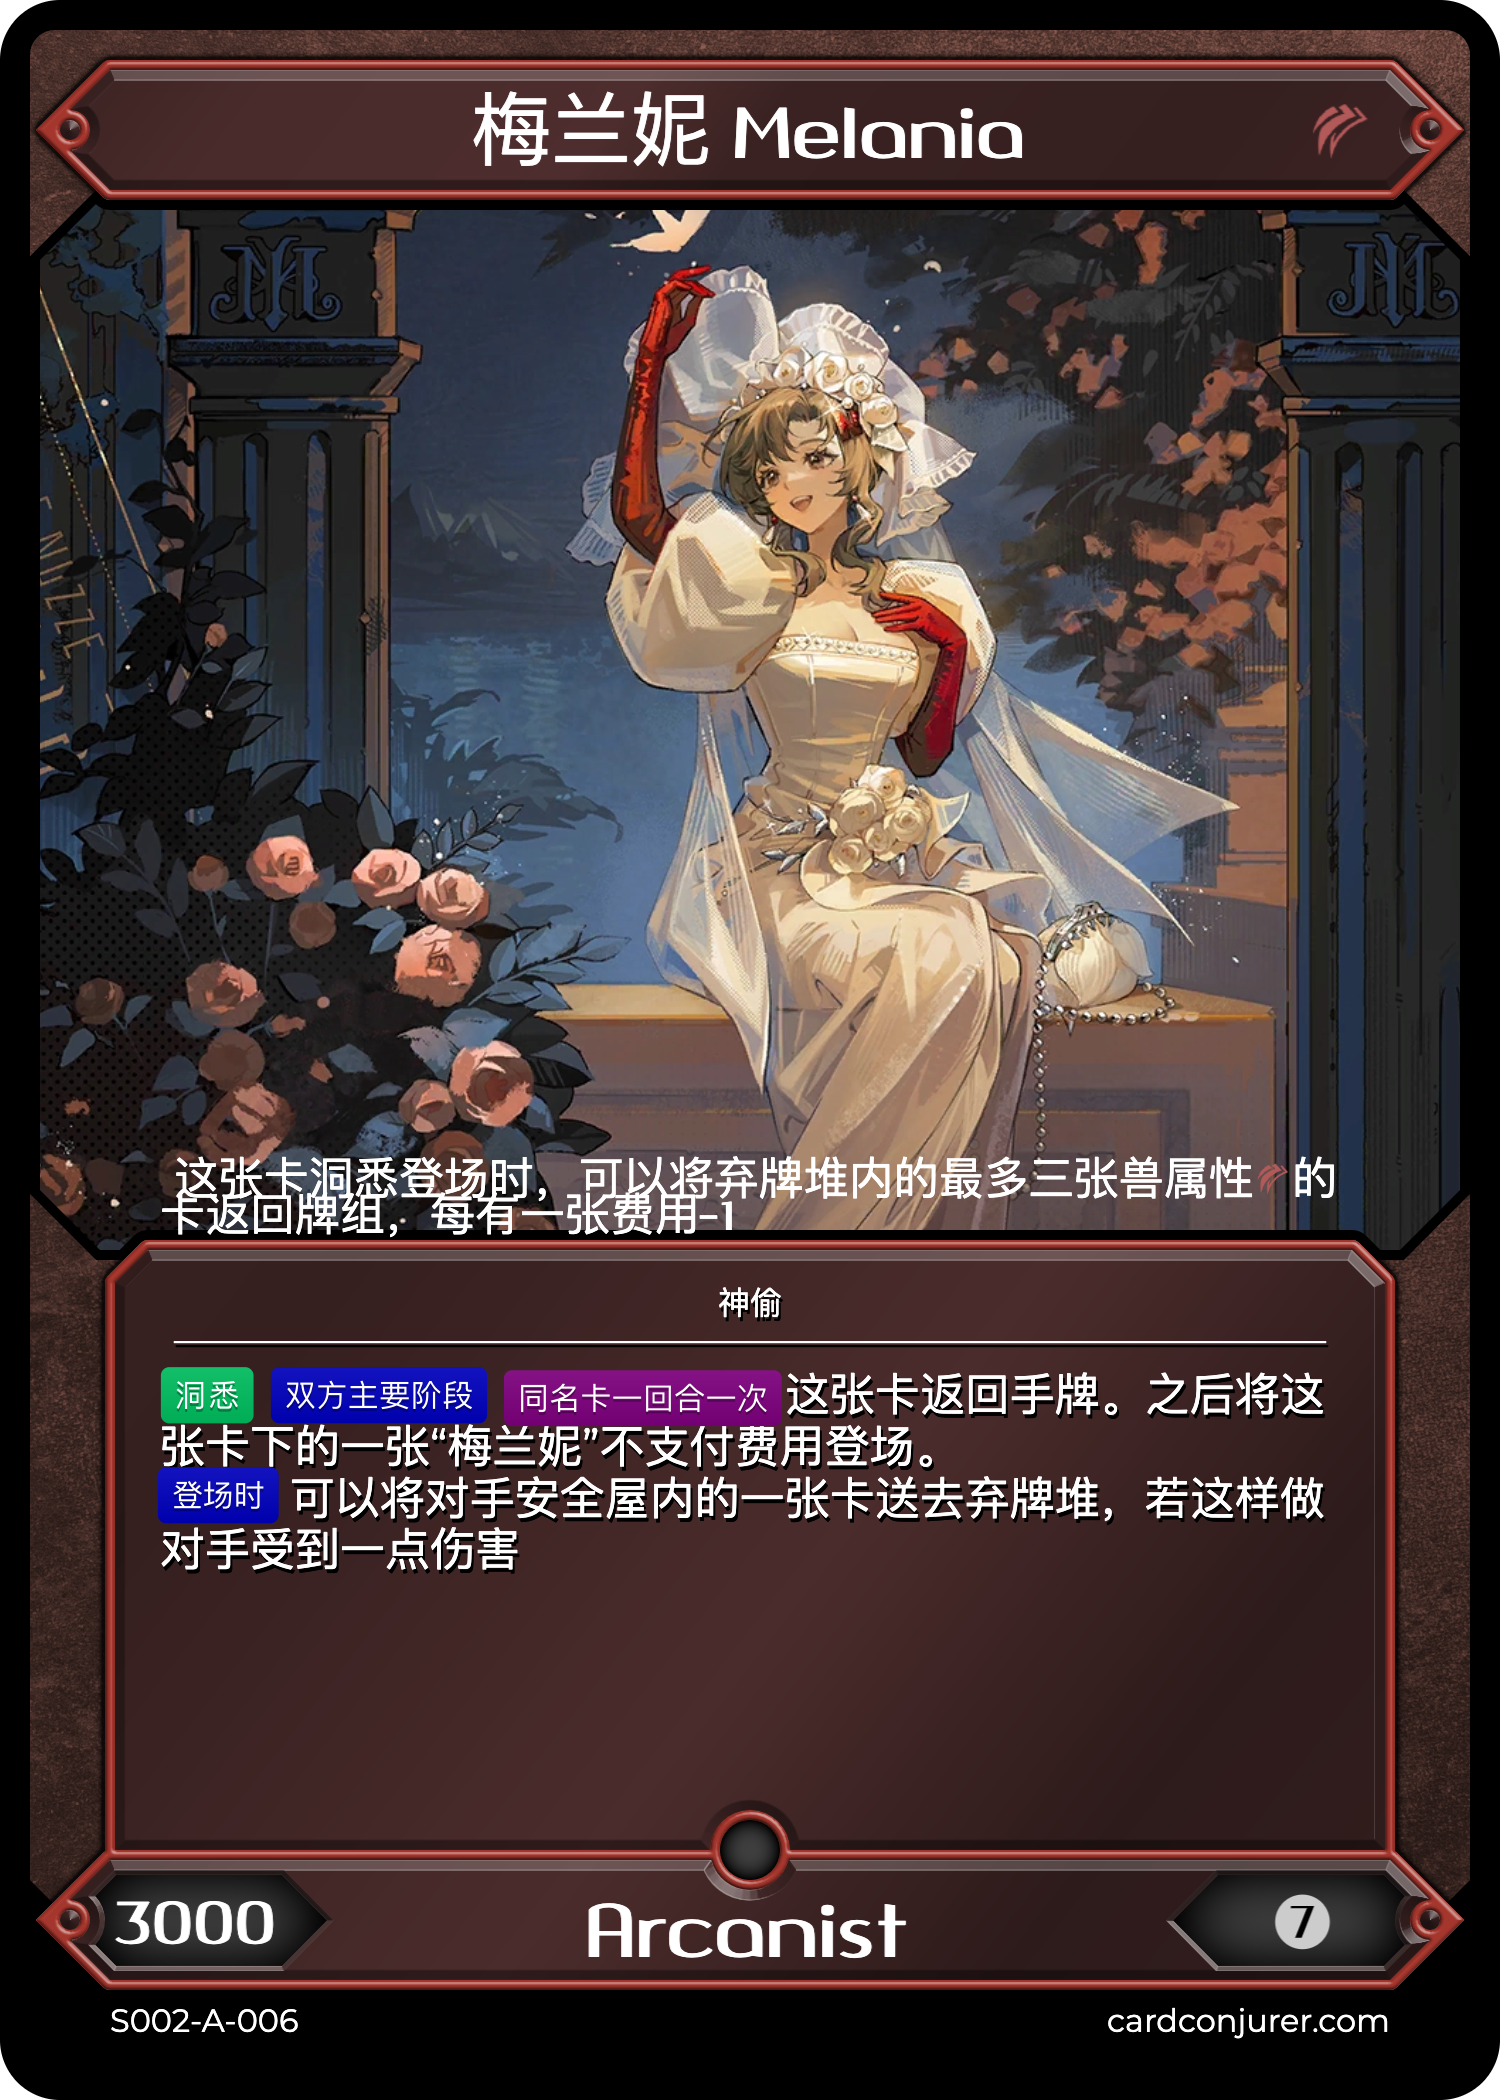 梅兰妮 Melania
这张卡洞悉登场时，可以将弃牌堆内的最多三张兽属性的
卡返回牌组，每有一张费用-1
神偷
洞悉 双方主要阶段 同名卡一回合一次 这张卡返回手牌。之后将这
张卡下的一张“梅兰妮”不支付费用登场。
登场时 可以将对手安全屋内的一张卡送去弃牌堆，若这样做
对手受到一点伤害
3000
Arcanist
7
S002-A-006
cardconjurer.com